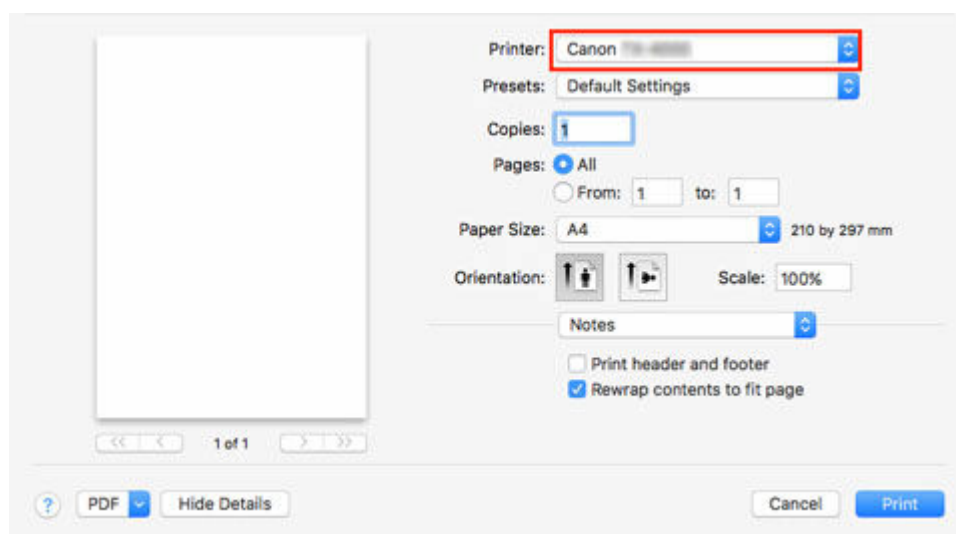 Printer: Canon
Presets: Default Settings
Copies: 1
Pages: All
From: 1 to: 1
Paper Size: A4 210 by 297 mm
Orientation: Scale: 100%
Notes
Print header and footer
Rewrap contents to fit page
<< < 1 of 1 > >>
? PDF Hide Details Cancel Print